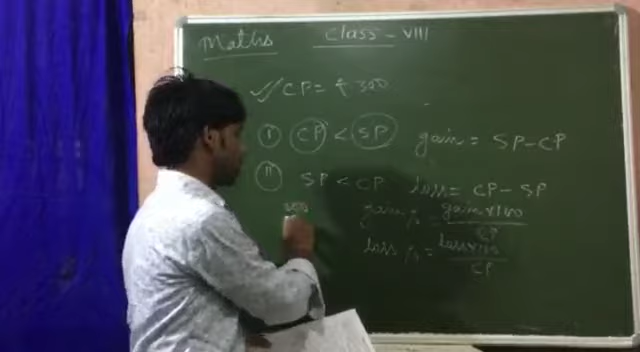 Maths Class - VIII
✓ CP = ₹ 300
I CP < SP gain = SP - CP
II SP < CP loss = CP - SP
gain % = gain x 100 / CP
loss % = loss x 100 / CP